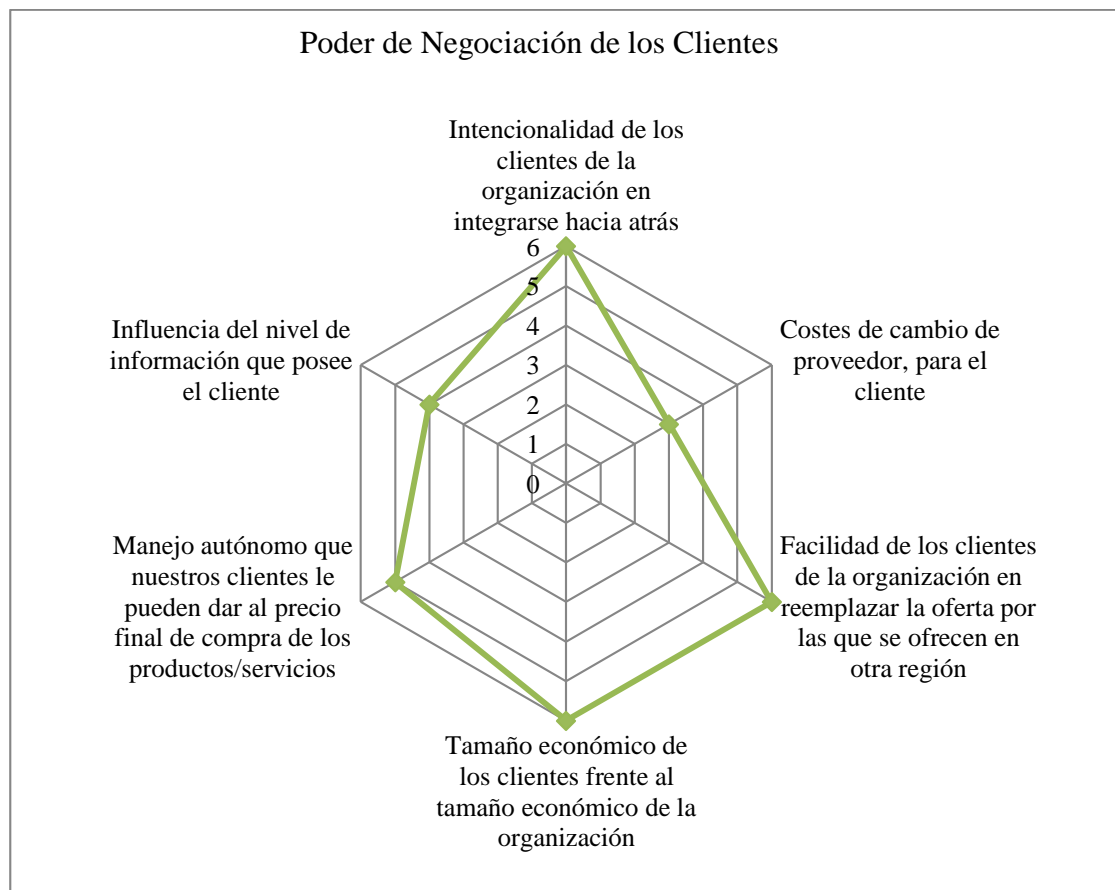 Poder de Negociación de los Clientes
Intencionalidad de los
clientes de la
organización en
integrarse hacia atrás
6
5
4
3
2
1
0
Costes de cambio de
proveedor, para el
cliente
Facilidad de los clientes
de la organización en
reemplazar la oferta por
las que se ofrecen en
otra región
Tamaño económico de
los clientes frente al
tamaño económico de la
organización
Manejo autónomo que
nuestros clientes le
pueden dar al precio
final de compra de los
productos/servicios
Influencia del nivel de
información que posee
el cliente